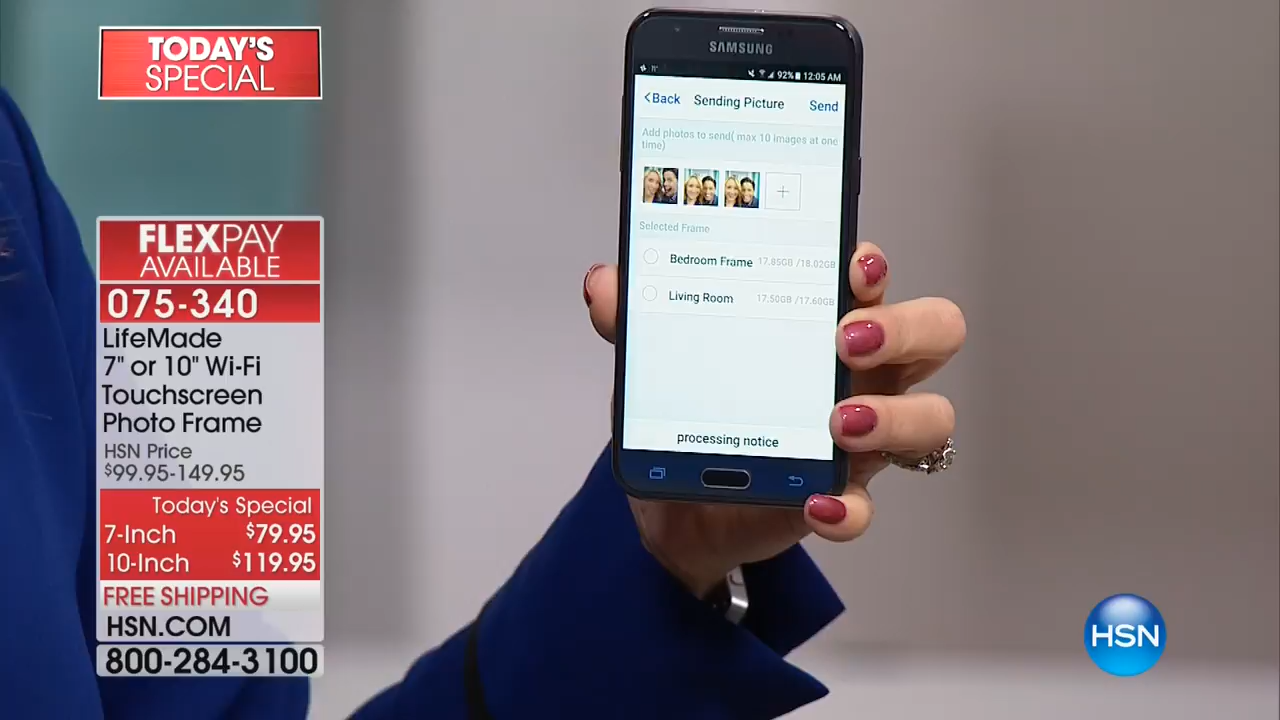 TODAY'S
SPECIAL
FLEXPAY
AVAILABLE
075-340
LifeMade
7" or 10" Wi-Fi
Touchscreen
Photo Frame
HSN Price
$99.95-149.95
Today's Special
7-Inch $79.95
10-Inch $119.95
FREE SHIPPING
HSN.COM
800-284-3100
SAMSUNG
92% 12:05 AM
<Back Sending Picture Send
Add photos to send( max 10 images at one
time)
+
Selected Frame
Bedroom Frame 17.85GB /18.02GB
Living Room 17.50GB /17.60GB
processing notice
HSN